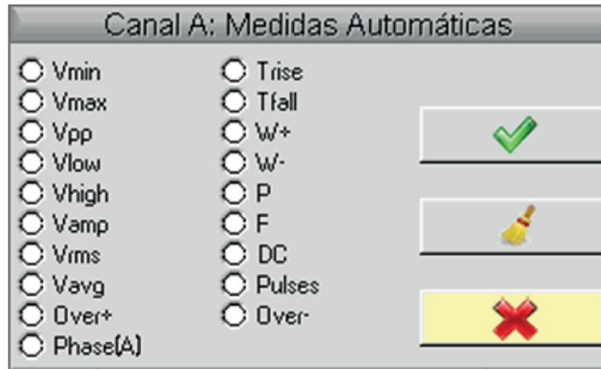 Canal A: Medidas Automáticas
Vmin
Vmax
Vpp
Vlow
Vhigh
Vamp
Vrms
Vavg
Over+
Phase(A)
Trise
Tfall
W+
W-
P
F
DC
Pulses
Over-